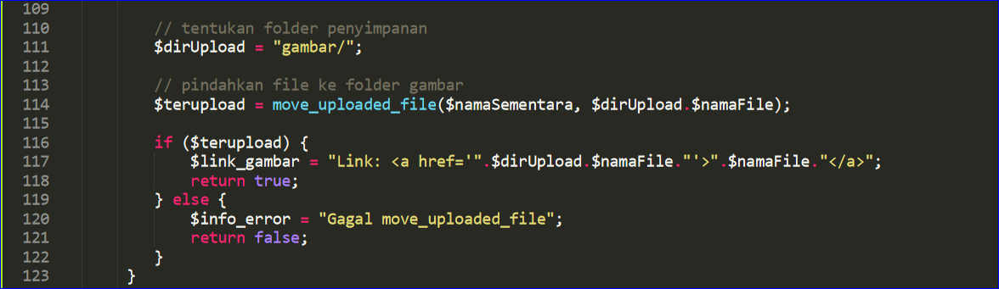 109
110 // tentukan folder penyimpanan
111 $dirUpload = "gambar/";
112
113 // pindahkan file ke folder gambar
114 $terupload = move_uploaded_file($namaSementara, $dirUpload.$namaFile);
115
116 if ($terupload) {
117 $link_gambar = "Link: <a href='".$dirUpload.$namaFile."'>".$namaFile."</a>";
118 return true;
119 } else {
120 $info_error = "Gagal move_uploaded_file";
121 return false;
122 }
123 }